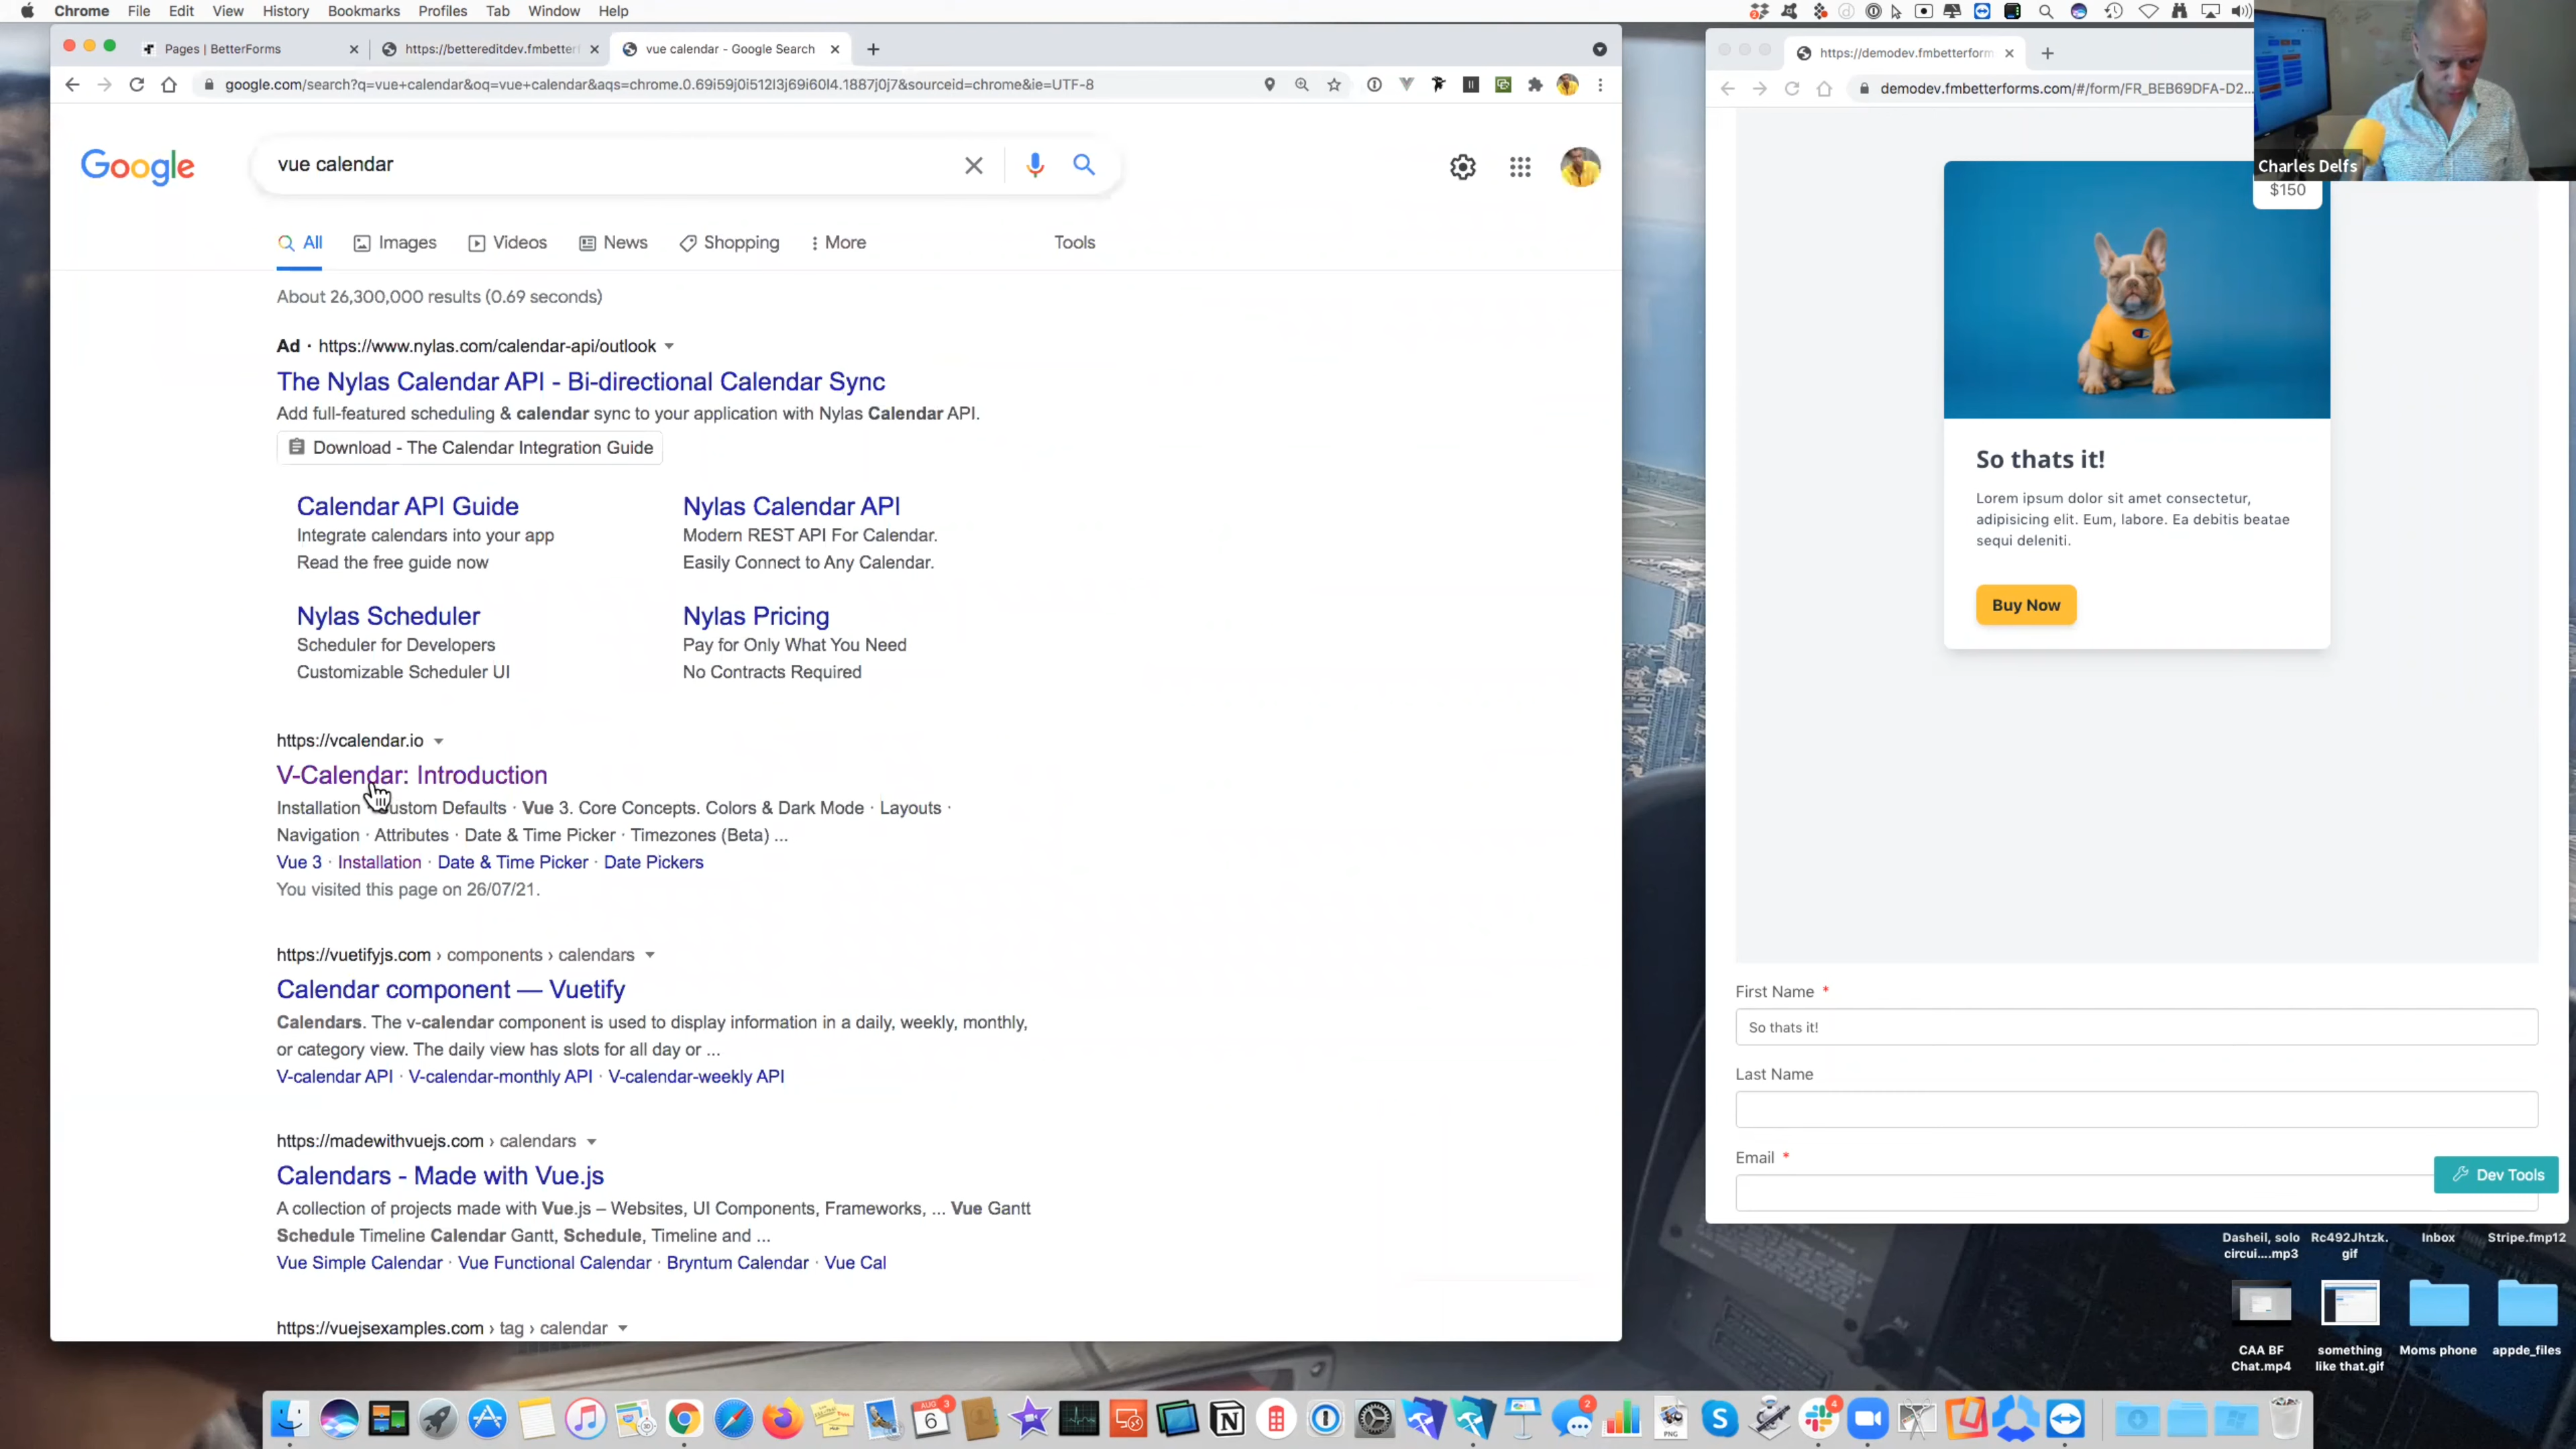 Chrome File Edit View History Bookmarks Profiles Tab Window Help
Pages | BetterForms
https://bettereditdev.fmbetterf
vue calendar - Google Search
google.com/search?q=vue+calendar&oq=vue+calendar&aqs=chrome.0.69i59j0i512l3j69i60l4.1887j0j7&sourceid=chrome&ie=UTF-8
Google
vue calendar
All Images Videos News Shopping More Tools
About 26,300,000 results (0.69 seconds)
Ad · https://www.nylas.com/calendar-api/outlook
The Nylas Calendar API - Bi-directional Calendar Sync
Add full-featured scheduling & calendar sync to your application with Nylas Calendar API.
Download - The Calendar Integration Guide
Calendar API Guide
Integrate calendars into your app
Read the free guide now
Nylas Calendar API
Modern REST API For Calendar.
Easily Connect to Any Calendar.
Nylas Scheduler
Scheduler for Developers
Customizable Scheduler UI
Nylas Pricing
Pay for Only What You Need
No Contracts Required
https://vcalendar.io
V-Calendar: Introduction
Installation · Custom Defaults · Vue 3. Core Concepts. Colors & Dark Mode · Layouts ·
Navigation · Attributes · Date & Time Picker · Timezones (Beta) ...
Vue 3 · Installation · Date & Time Picker · Date Pickers
You visited this page on 26/07/21.
https://vuetifyjs.com › components › calendars
Calendar component — Vuetify
Calendars. The v-calendar component is used to display information in a daily, weekly, monthly,
or category view. The daily view has slots for all day or ...
V-calendar API · V-calendar-monthly API · V-calendar-weekly API
https://madewithvuejs.com › calendars
Calendars - Made with Vue.js
A collection of projects made with Vue.js – Websites, UI Components, Frameworks, ... Vue Gantt
Schedule Timeline Calendar Gantt, Schedule, Timeline and ...
Vue Simple Calendar · Vue Functional Calendar · Bryntum Calendar · Vue Cal
https://vuejsexamples.com › tag › calendar
https://demodev.fmbetterform
demodev.fmbetterforms.com/#/form/FR_BEB69DFA-D2...
Charles Delfs
$150
So thats it!
Lorem ipsum dolor sit amet consectetur,
adipisicing elit. Eum, labore. Ea debitis beatae
sequi deleniti.
Buy Now
First Name *
So thats it!
Last Name
Email *
Dev Tools
Dasheil, solo
circui....mp3
Rc492Jhtzk.
gif
Inbox
Stripe.fmp12
CAA BF
Chat.mp4
something
like that.gif
Moms phone
appde_files
AUG
6
3
2
4
PNG